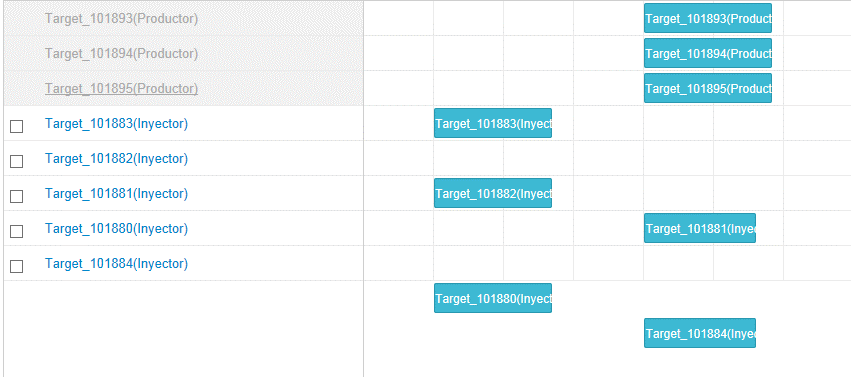 Target_101893(Productor) Target_101893(Product
Target_101894(Productor) Target_101894(Product
Target_101895(Productor) Target_101895(Product
Target_101883(Inyector) Target_101883(Inyect
Target_101882(Inyector)
Target_101881(Inyector) Target_101882(Inyect
Target_101880(Inyector) Target_101881(Inye
Target_101884(Inyector)
Target_101880(Inyect
Target_101884(Inye